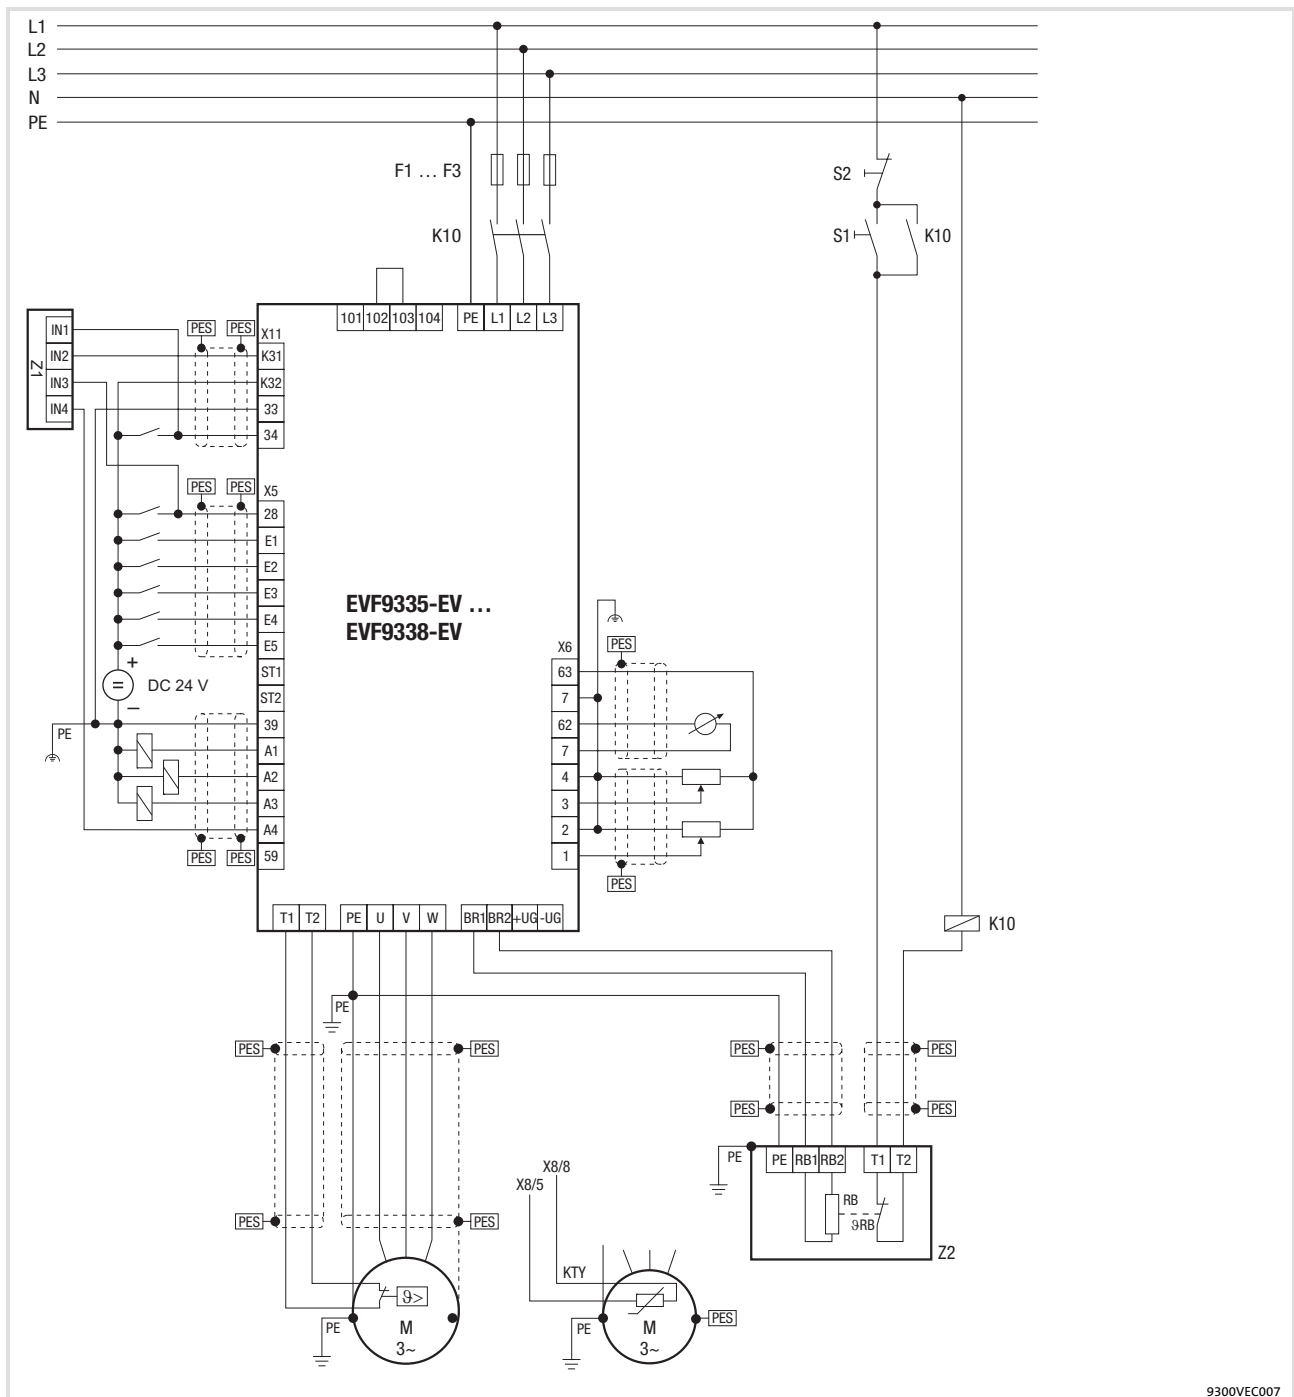 L1
L2
L3
N
PE
F1 … F3
S2
K10
S1
K10
101 102 103 104
PE L1 L2 L3
Z1
IN1
IN2
IN3
IN4
PES PES
X11
K31
K32
33
34
PES PES
X5
28
E1
E2
E3
E4
E5
ST1
ST2
39
A1
A2
A3
A4
59
+
=
DC 24 V
–
PE
PES PES
EVF9335-EV …
EVF9338-EV
X6
63
7
62
7
4
3
2
1
PES
PES
T1 T2
PE U V W
BR1 BR2 +UG -UG
K10
PE
PES PES
PES PES
PES PES
PES PES
PE
PE RB1 RB2
T1 T2
RB
ϑRB
Z2
X8/8
X8/5
KTY
ϑ>
PE
M
3~
PE
M
3~
PES
9300VEC007